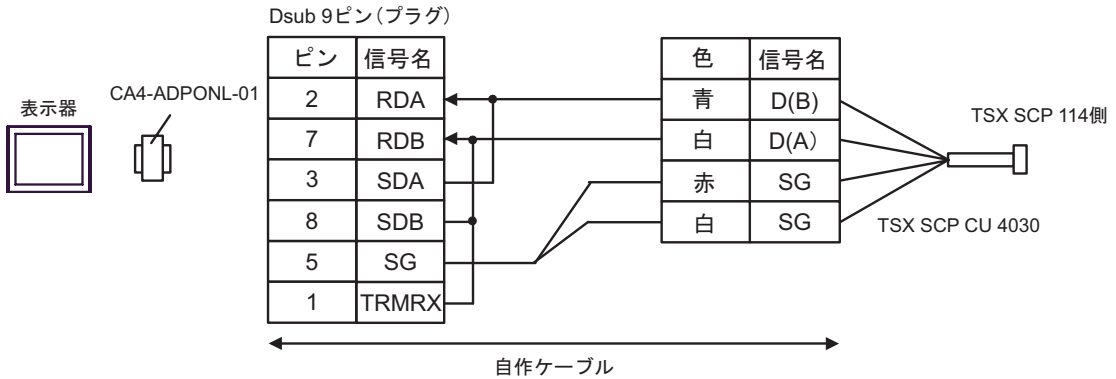 Dsub 9ピン（プラグ）
ピン 信号名
2 RDA
7 RDB
3 SDA
8 SDB
5 SG
1 TRMRX
色 信号名
青 D(B)
白 D(A）
赤 SG
白 SG
表示器
CA4-ADPONL-01
TSX SCP 114側
TSX SCP CU 4030
自作ケーブル